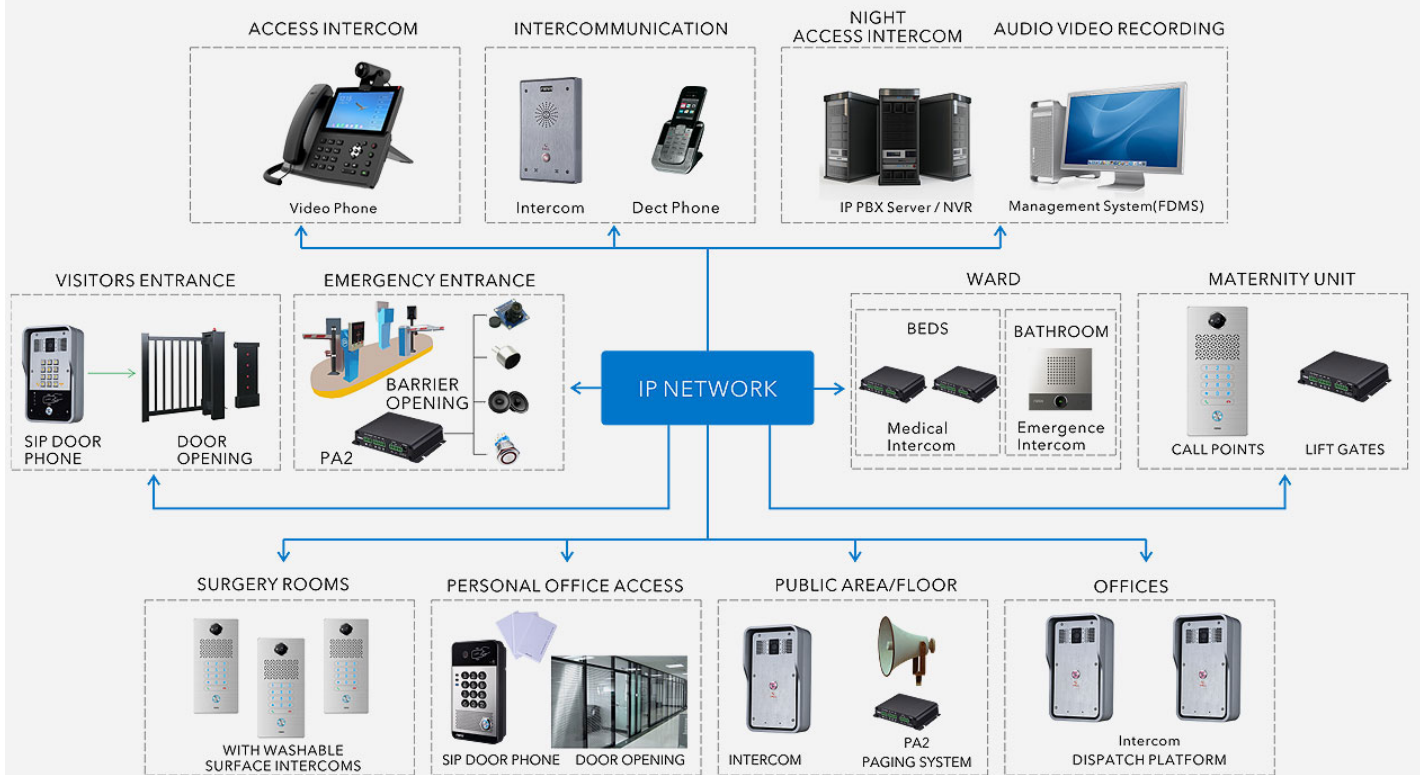 ACCESS INTERCOM
INTERCOMMUNICATION
NIGHT
ACCESS INTERCOM
AUDIO VIDEO RECORDING
Video Phone
Intercom
Dect Phone
IP PBX Server / NVR
Management System(FDMS)
VISITORS ENTRANCE
EMERGENCY ENTRANCE
WARD
MATERNITY UNIT
BEDS
BATHROOM
IP NETWORK
BARRIER
OPENING
SIP DOOR
PHONE
DOOR
OPENING
PA2
Medical
Intercom
Emergence
Intercom
CALL POINTS
LIFT GATES
SURGERY ROOMS
PERSONAL OFFICE ACCESS
PUBLIC AREA/FLOOR
OFFICES
WITH WASHABLE
SURFACE INTERCOMS
SIP DOOR PHONE
DOOR OPENING
INTERCOM
PA2
PAGING SYSTEM
Intercom
DISPATCH PLATFORM